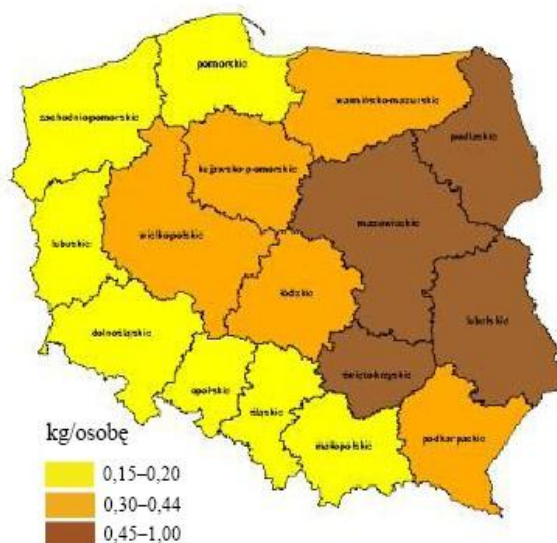 pomorskie
warmińsko-mazurskie
zachodniopomorskie
podlaskie
kujawsko-pomorskie
mazowieckie
wielkopolskie
lubuskie
łódzkie
lubelskie
dolnośląskie
świętokrzyskie
opolskie
śląskie
małopolskie
podkarpackie
kg/osobę
0,15–0,20
0,30–0,44
0,45–1,00